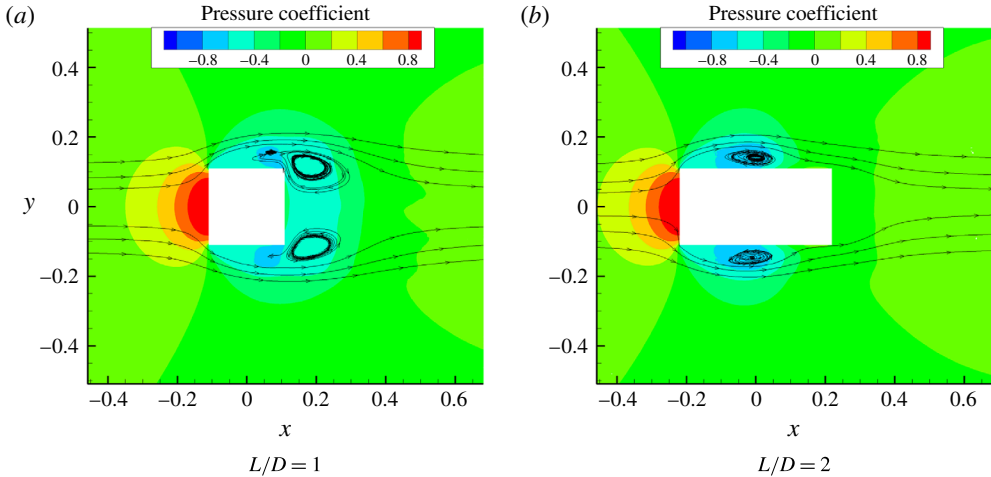 (a) Pressure coefficient
−0.8 −0.4 0 0.4 0.8
0.4
0.2
y 0
−0.2
−0.4
−0.4 −0.2 0 0.2 0.4 0.6
x
L/D = 1
(b) Pressure coefficient
−0.8 −0.4 0 0.4 0.8
0.4
0.2
0
−0.2
−0.4
−0.4 −0.2 0 0.2 0.4 0.6
x
L/D = 2